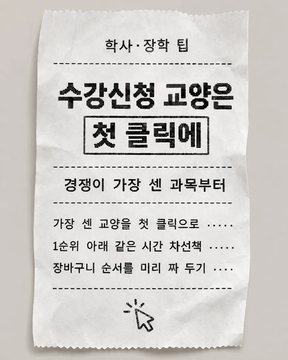 학사·장학 팁
수강신청 교양은
첫 클릭에
경쟁이 가장 센 과목부터
가장 센 교양을 첫 클릭으로 ·····
1순위 아래 같은 시간 차선책 ·····
장바구니 순서를 미리 짜 두기 ····